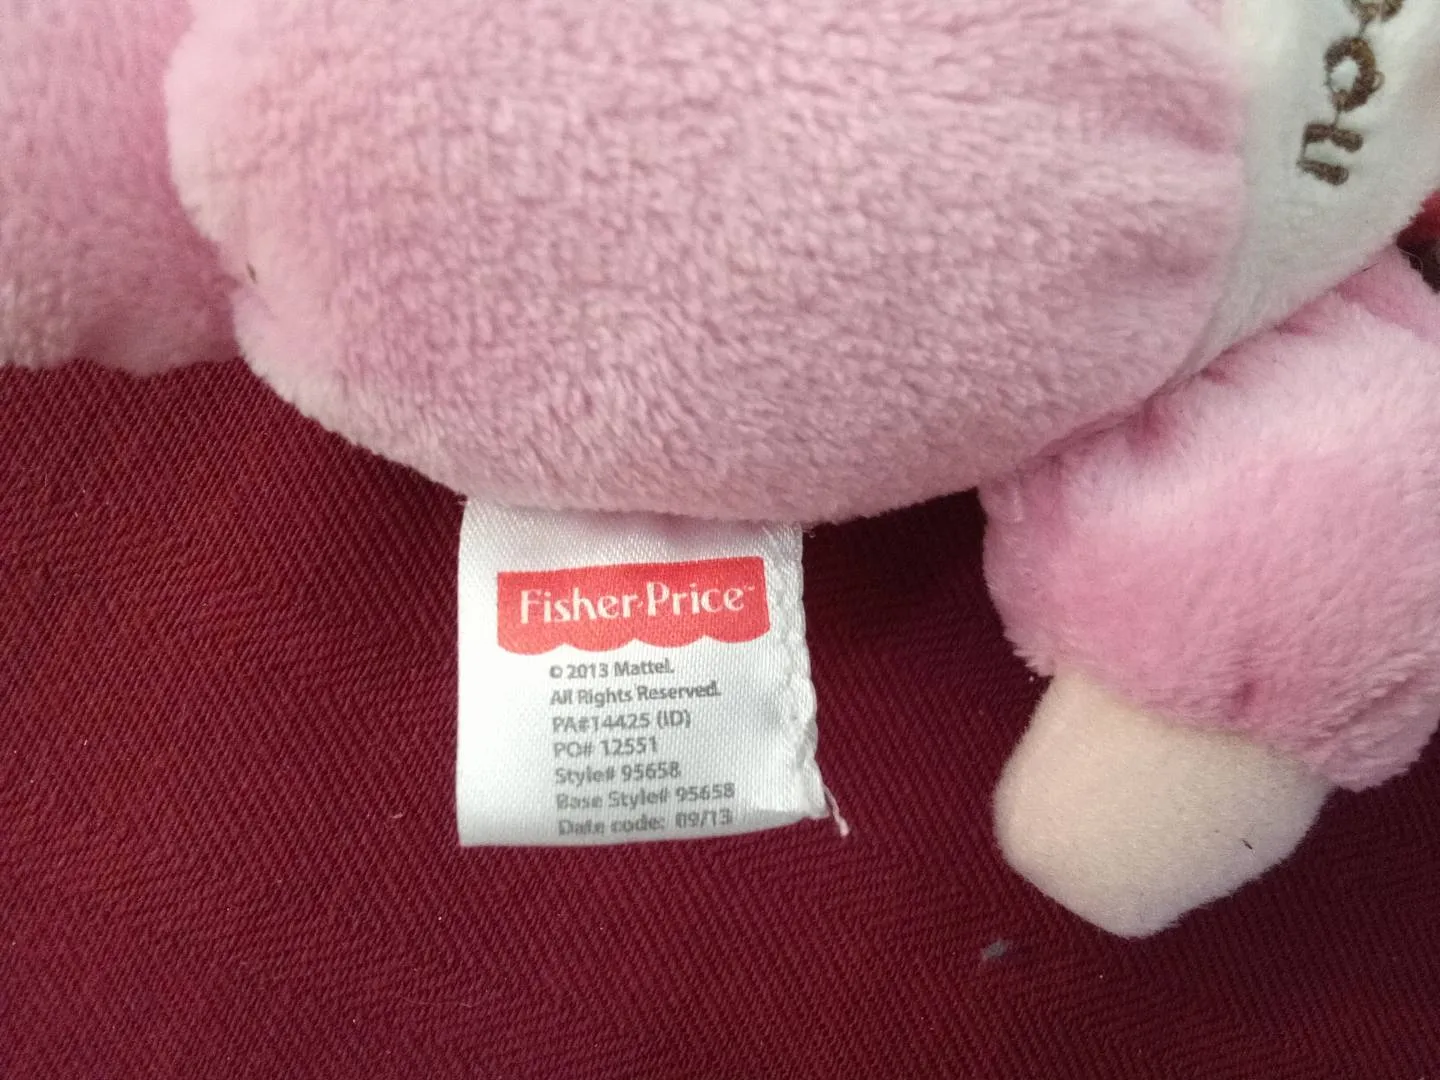 Fisher-Price™
© 2013 Mattel.
All Rights Reserved.
PA#14425 (ID)
PO# 12551
Style# 95658
Base Style# 95658
Date code: 09/13